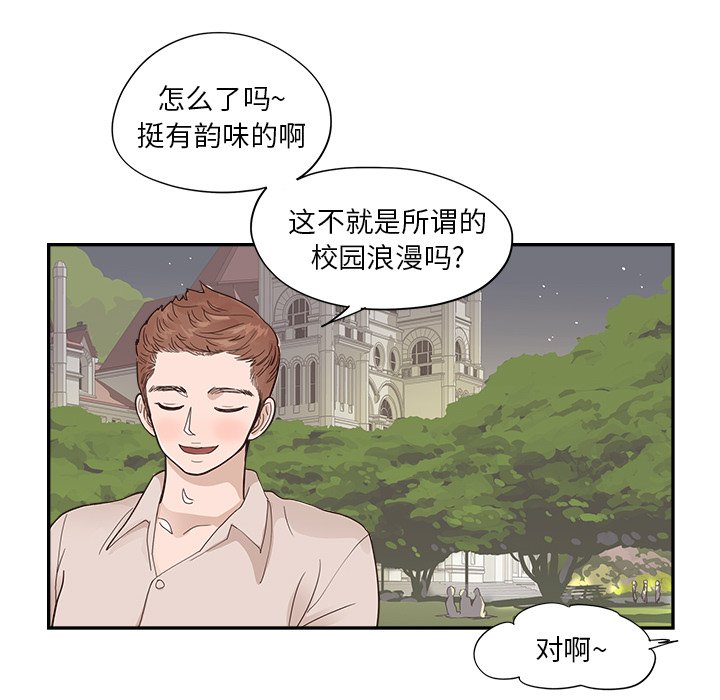 怎么了吗~
挺有韵味的啊
这不就是所谓的
校园浪漫吗?
对啊~